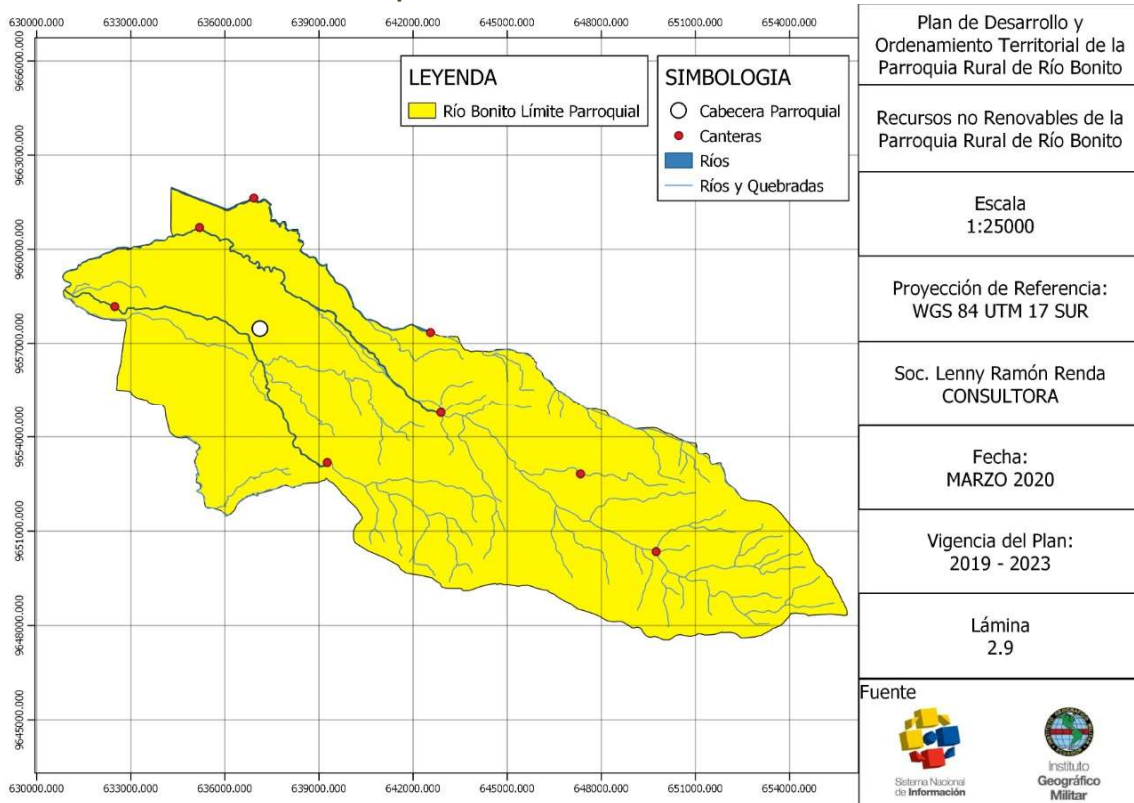 630000.000 633000.000 636000.000 639000.000 642000.000 645000.000 648000.000 651000.000 654000.000
9666000.000
9663000.000
9660000.000
9657000.000
9654000.000
9651000.000
9648000.000
9645000.000
LEYENDA
Río Bonito Límite Parroquial
SIMBOLOGIA
Cabecera Parroquial
Canteras
Ríos
Ríos y Quebradas
630000.000 633000.000 636000.000 639000.000 642000.000 645000.000 648000.000 651000.000 654000.000
Plan de Desarrollo y
Ordenamiento Territorial de la
Parroquia Rural de Río Bonito
Recursos no Renovables de la
Parroquia Rural de Río Bonito
Escala
1:25000
Proyección de Referencia:
WGS 84 UTM 17 SUR
Soc. Lenny Ramón Renda
CONSULTORA
Fecha:
MARZO 2020
Vigencia del Plan:
2019 - 2023
Lámina
2.9
Fuente
Sistema Nacional
de Información
Instituto
Geográfico
Militar